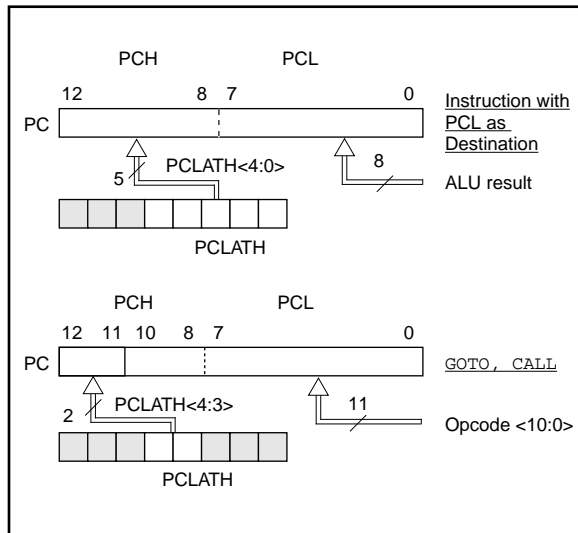 PCH PCL
12 8 7 0
PC
Instruction with
PCL as
Destination
5 PCLATH<4:0> 8
ALU result
PCLATH
PCH PCL
12 11 10 8 7 0
PC
GOTO, CALL
2 PCLATH<4:3> 11
Opcode <10:0>
PCLATH